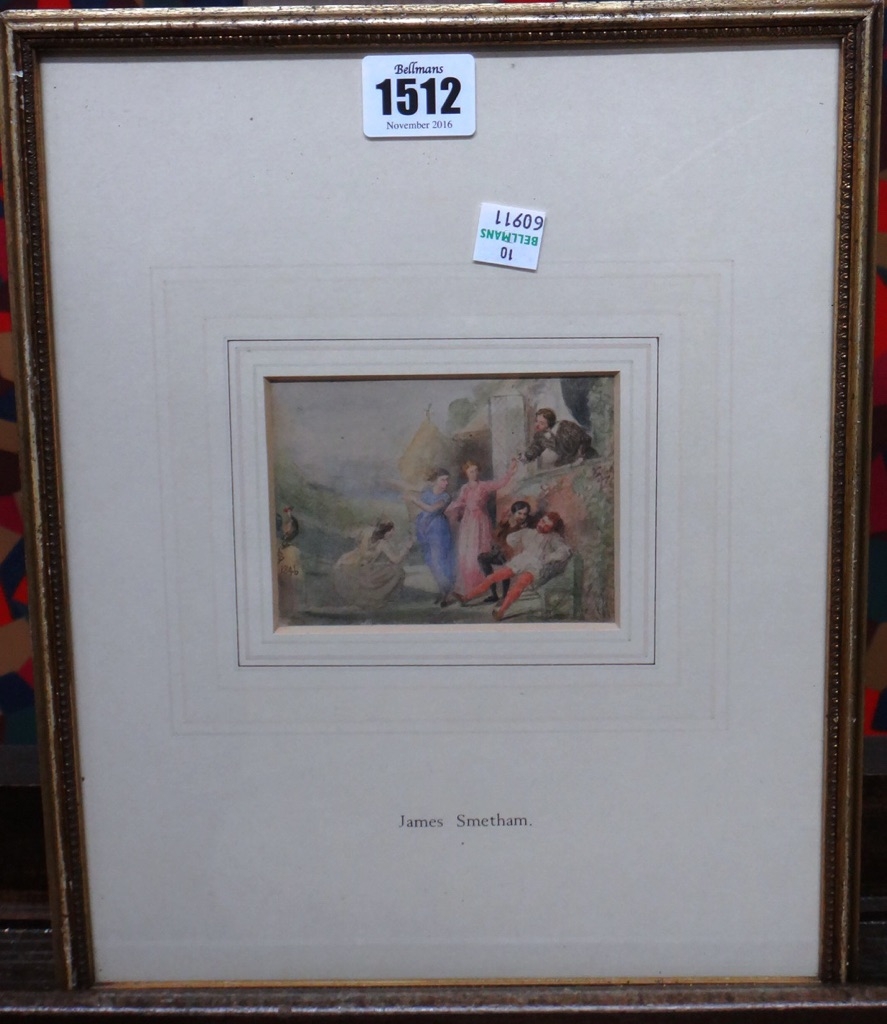 Bellmans
1512
November 2016
10
BELLMANS
60911
James Smetham.